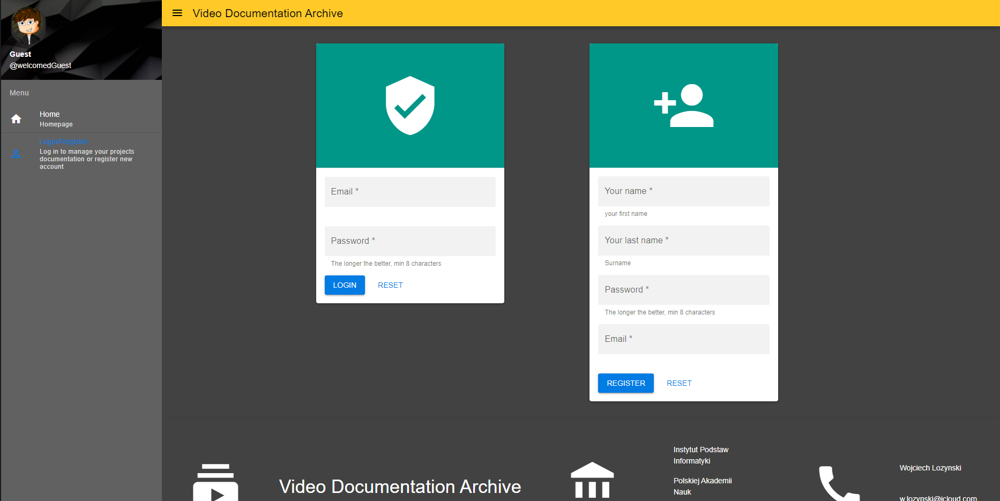 Guest
@welcomedGuest
Menu
Home
Homepage
Login/Register
Log in to manage your projects
documentation or register new
account
Video Documentation Archive
Email *
Password *
The longer the better, min 8 characters
LOGIN
RESET
Your name *
your first name
Your last name *
Surname
Password *
The longer the better, min 8 characters
Email *
REGISTER
RESET
Video Documentation Archive
Instytut Podstaw
Informatyki
Polskiej Akademii
Nauk
Wojciech Lozynski
w.lozynski@icloud.com